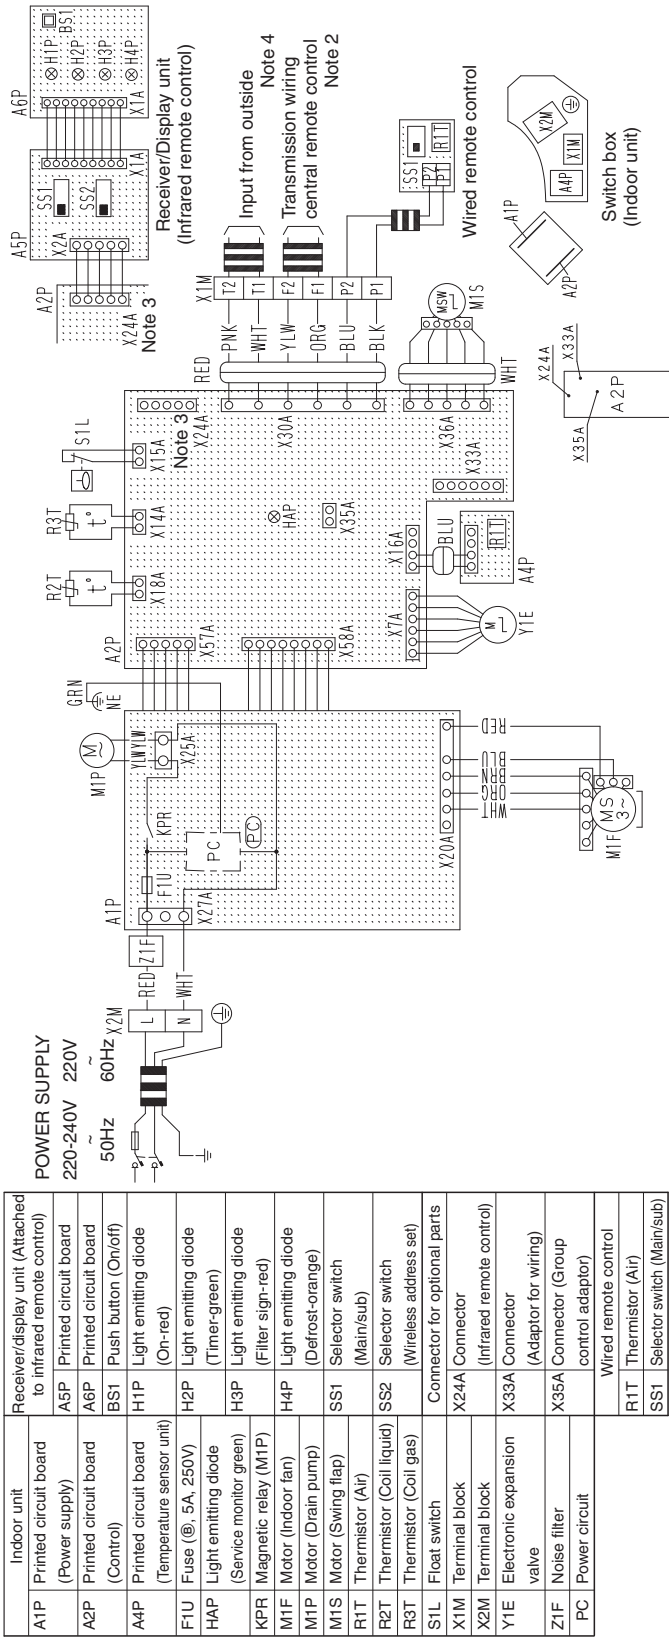 Indoor unit
A1P Printed circuit board
(Power supply)
A2P Printed circuit board
(Control)
A4P Printed circuit board
(Temperature sensor unit)
F1U Fuse (Ⓑ, 5A, 250V)
HAP Light emitting diode
(Service monitor green)
KPR Magnetic relay (M1P)
M1F Motor (Indoor fan)
M1P Motor (Drain pump)
M1S Motor (Swing flap)
R1T Thermistor (Air)
R2T Thermistor (Coil liquid)
R3T Thermistor (Coil gas)
S1L Float switch
X1M Terminal block
X2M Terminal block
Y1E Electronic expansion
valve
Z1F Noise filter
PC Power circuit
Receiver/display unit (Attached
to infrared remote control)
A5P Printed circuit board
A6P Printed circuit board
BS1 Push button (On/off)
H1P Light emitting diode
(On-red)
H2P Light emitting diode
(Timer-green)
H3P Light emitting diode
(Filter sign-red)
H4P Light emitting diode
(Defrost-orange)
SS1 Selector switch
(Main/sub)
SS2 Selector switch
(Wireless address set)
Connector for optional parts
X24A Connector
(Infrared remote control)
X33A Connector
(Adaptor for wiring)
X35A Connector (Group
control adaptor)
Wired remote control
R1T Thermistor (Air)
SS1 Selector switch (Main/sub)
POWER SUPPLY
220-240V 220V
~ ~
50Hz 60Hz
X2M
L
N
RED
Z1F
WHT
A1P
X27A
F1U
KPR
PC
PC
M1P
M
~
YLW
YLW
X25A
GRN
NE
X20A
WHT
ORG
BRN
BLU
RED
M1F
MS
3~
A2P
X57A
X58A
R2T
t°
X18A
R3T
t°
X14A
S1L
X15A
Note 3
X24A
HAP
X35A
X7A
M
Y1E
X16A
BLU
R1T
A4P
X33A
X30A
X36A
RED
PNK
WHT
YLW
ORG
BLU
BLK
X1M
T2
T1
F2
F1
P2
P1
WHT
MSW
M1S
Input from outside
Note 4
Transmission wiring
central remote control
Note 2
SS1
P2
P1
R1T
Wired remote control
A2P
X24A
Note 3
A5P
X2A
SS1
SS2
X1A
A6P
X1A
BS1
H1P
H2P
H3P
H4P
Receiver/Display unit
(Infrared remote control)
X24A
X33A
X35A
A2P
A1P
A2P
X2M
X1M
A4P
Switch box
(Indoor unit)